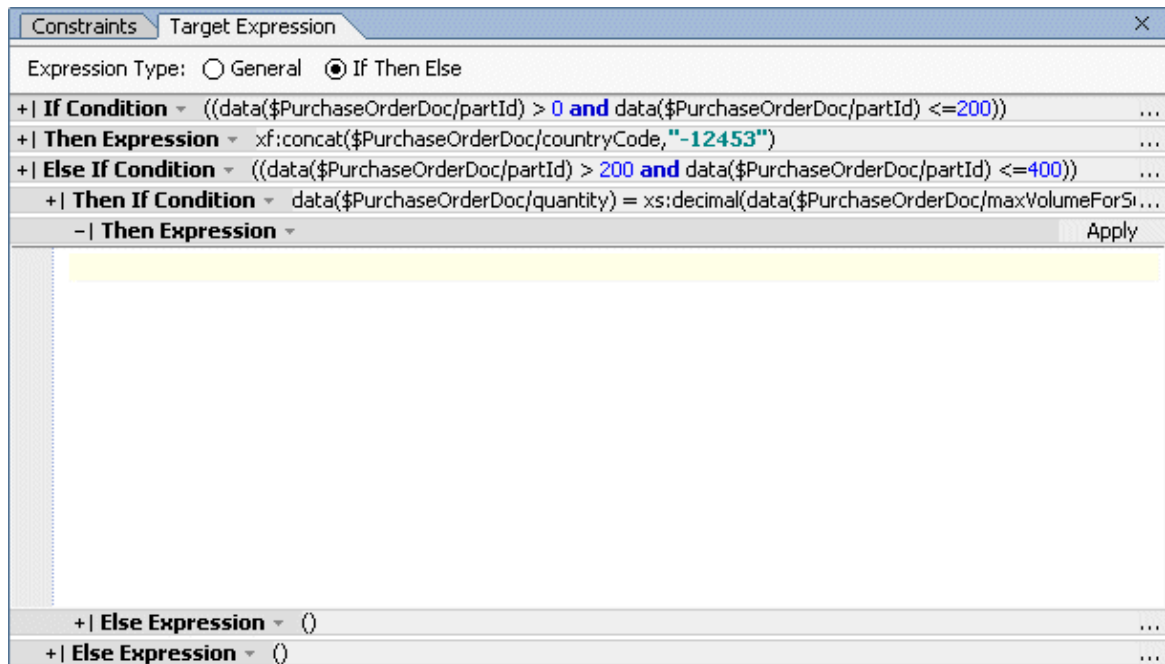 Constraints Target Expression
Expression Type: General If Then Else
+| If Condition ((data($PurchaseOrderDoc/partId) > 0 and data($PurchaseOrderDoc/partId) <=200)) ...
+| Then Expression xf:concat($PurchaseOrderDoc/countryCode,"-12453") ...
+| Else If Condition ((data($PurchaseOrderDoc/partId) > 200 and data($PurchaseOrderDoc/partId) <=400)) ...
+| Then If Condition data($PurchaseOrderDoc/quantity) = xs:decimal(data($PurchaseOrderDoc/maxVolumeForS ...
−| Then Expression Apply
+| Else Expression () ...
+| Else Expression () ...